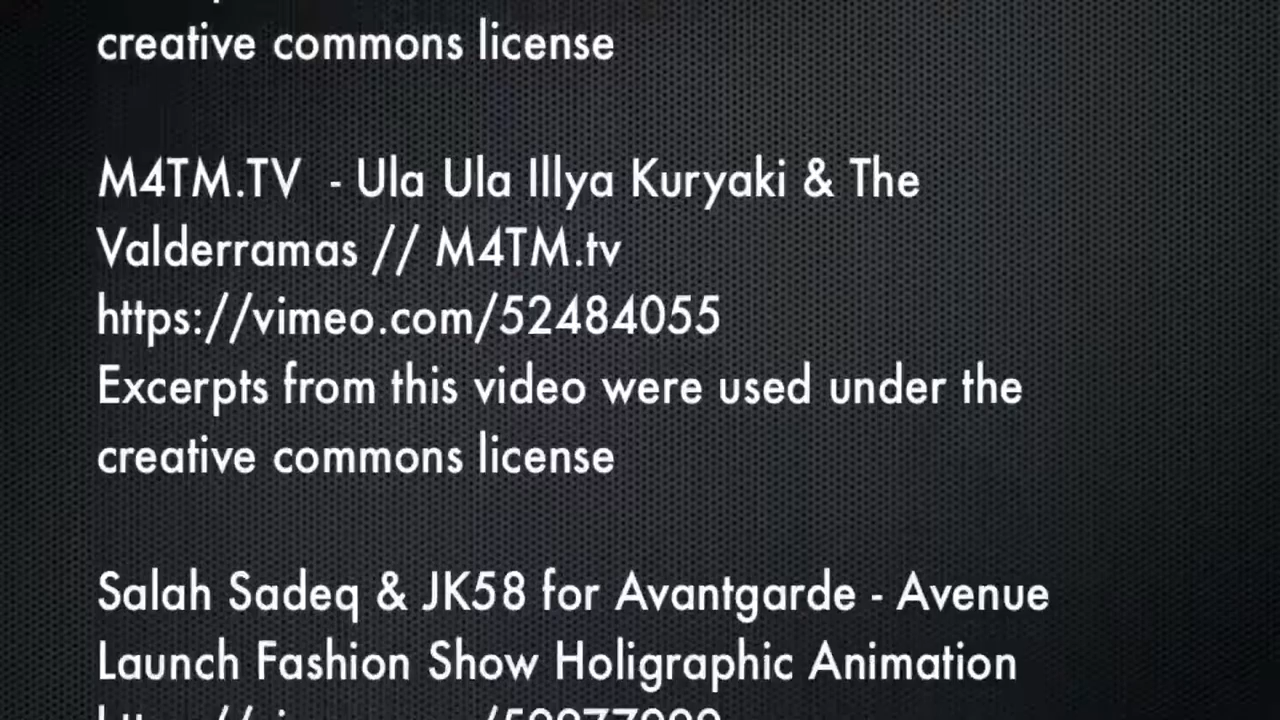 creative commons license
M4TM.TV - Ula Ula Illya Kuryaki & The
Valderramas // M4TM.tv
https://vimeo.com/52484055
Excerpts from this video were used under the
creative commons license
Salah Sadeq & JK58 for Avantgarde - Avenue
Launch Fashion Show Holigraphic Animation